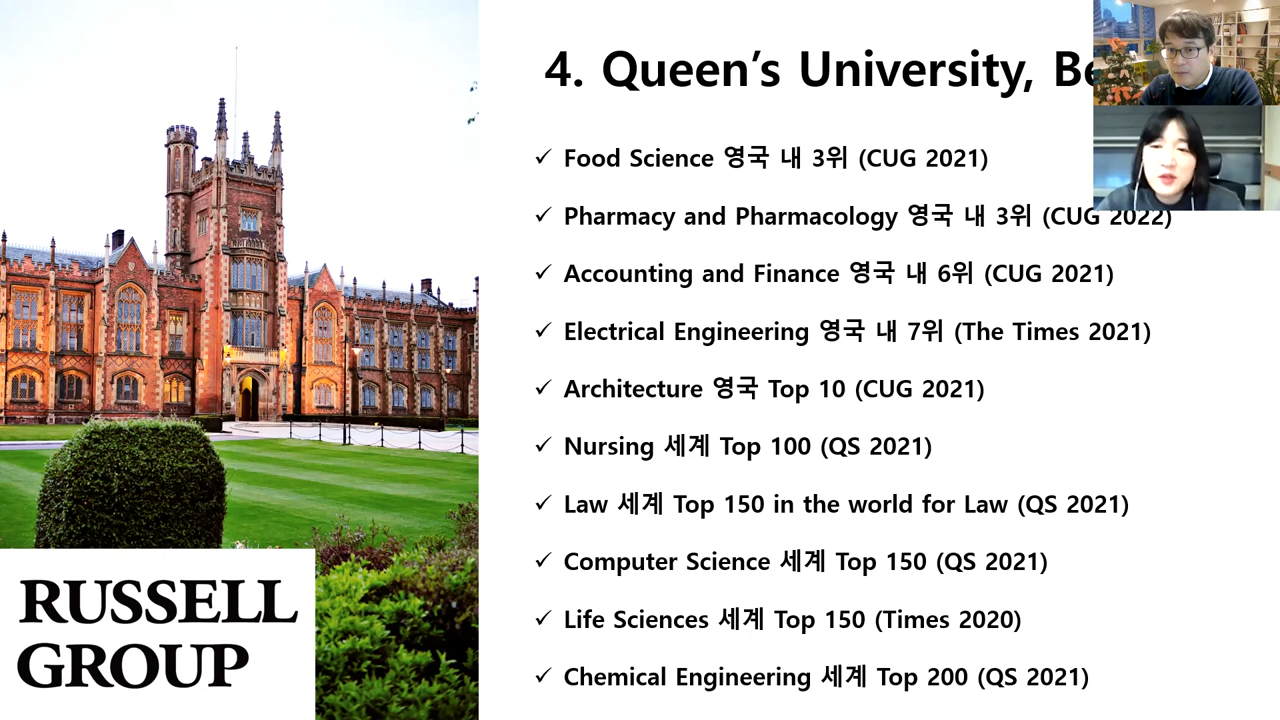 4. Queen’s University, Be
✓ Food Science 영국 내 3위 (CUG 2021)
✓ Pharmacy and Pharmacology 영국 내 3위 (CUG 2022)
✓ Accounting and Finance 영국 내 6위 (CUG 2021)
✓ Electrical Engineering 영국 내 7위 (The Times 2021)
✓ Architecture 영국 Top 10 (CUG 2021)
✓ Nursing 세계 Top 100 (QS 2021)
✓ Law 세계 Top 150 in the world for Law (QS 2021)
✓ Computer Science 세계 Top 150 (QS 2021)
✓ Life Sciences 세계 Top 150 (Times 2020)
✓ Chemical Engineering 세계 Top 200 (QS 2021)
RUSSELL
GROUP